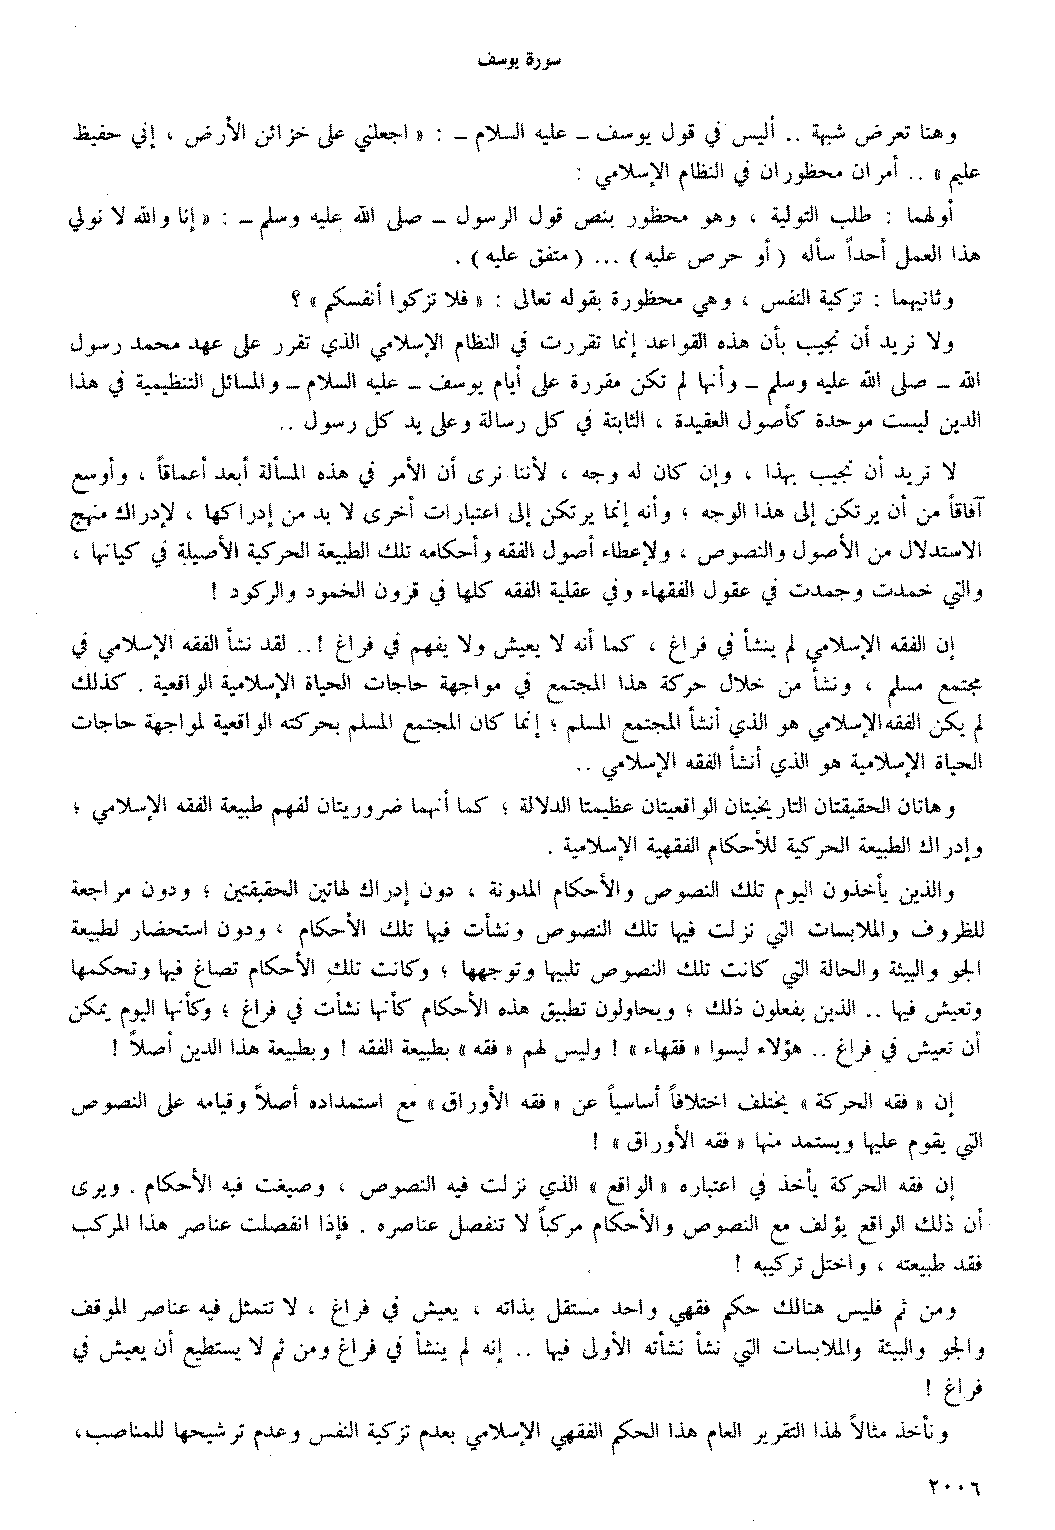 سورة يوسف
وهنا تعرض شبهة .. أليس في قول يوسف – عليه السلام – : « اجعلني على خزائن الأرض ، إني حفيظ
عليم » .. أمران محظوران في النظام الإسلامي :
أولهما : طلب التولية ، وهو محظور بنص قول الرسول – صلى الله عليه وسلم – : « إنا والله لا نولي
هذا العمل أحداً سأله ( أو حرص عليه ) ... ( متفق عليه ) .
وثانيهما : تزكية النفس ، وهي محظورة بقوله تعالى : « فلا تزكوا أنفسكم » ؟
ولا نريد أن نجيب بأن هذه القواعد إنما تقررت في النظام الإسلامي الذي تقرر على عهد محمد رسول
الله – صلى الله عليه وسلم – وأنها لم تكن مقررة على أيام يوسف – عليه السلام – والمسائل التنظيمية في هذا
الدين ليست موحدة كأصول العقيدة ، الثابتة في كل رسالة وعلى يد كل رسول ..
لا نريد أن نجيب بهذا ، وإن كان له وجه ، لأننا نرى أن الأمر في هذه المسألة أبعد أعماقاً ، وأوسع
آفاقاً من أن يرتكن إلى هذا الوجه ؛ وأنه إنما يرتكن إلى اعتبارات أخرى لا بد من إدراكها ، لإدراك منهج
الاستدلال من الأصول والنصوص ، ولإعطاء أصول الفقه وأحكامه تلك الطبيعة الحركية الأصيلة في كيانها ،
والتي خمدت وجمدت في عقول الفقهاء وفي عقلية الفقه كلها في قرون الخمود والركود !
إن الفقه الإسلامي لم ينشأ في فراغ ، كما أنه لا يعيش ولا يفهم في فراغ !.. لقد نشأ الفقه الإسلامي في
مجتمع مسلم ، ونشأ من خلال حركة هذا المجتمع في مواجهة حاجات الحياة الإسلامية الواقعية . كذلك
لم يكن الفقه الإسلامي هو الذي أنشأ المجتمع المسلم ؛ إنما كان المجتمع المسلم بحركته الواقعية لمواجهة حاجات
الحياة الإسلامية هو الذي أنشأ الفقه الإسلامي ..
وهاتان الحقيقتان التاريخيتان الواقعيتان عظيمتا الدلالة ؛ كما أنهما ضروريتان لفهم طبيعة الفقه الإسلامي ؛
وإدراك الطبيعة الحركية للأحكام الفقهية الإسلامية .
والذين يأخذون اليوم تلك النصوص والأحكام المدونة ، دون إدراك لهاتين الحقيقتين ؛ ودون مراجعة
للظروف والملابسات التي نزلت فيها تلك النصوص ونشأت فيها تلك الأحكام ، ودون استحضار لطبيعة
الجو والبيئة والحالة التي كانت تلك النصوص تلبيها وتوجهها ؛ وكانت تلك الأحكام تصاغ فيها وتحكمها
وتعيش فيها .. الذين يفعلون ذلك ؛ ويحاولون تطبيق هذه الأحكام كأنها نشأت في فراغ ؛ وكأنها اليوم يمكن
أن تعيش في فراغ .. هؤلاء ليسوا « فقهاء » ! وليس لهم « فقه » بطبيعة الفقه ! وبطبيعة هذا الدين أصلاً !
إن « فقه الحركة » يختلف اختلافاً أساسياً عن « فقه الأوراق » مع استمداده أصلاً وقيامه على النصوص
التي يقوم عليها ويستمد منها « فقه الأوراق » !
إن فقه الحركة يأخذ في اعتباره « الواقع » الذي نزلت فيه النصوص ، وصيغت فيه الأحكام . ويرى
أن ذلك الواقع يؤلف مع النصوص والأحكام مركباً لا تنفصل عناصره . فإذا انفصلت عناصر هذا المركب
فقد طبيعته ، واختل تركيبه !
ومن ثم فليس هنالك حكم فقهي واحد مستقل بذاته ، يعيش في فراغ ، لا تتمثل فيه عناصر الموقف
والجو والبيئة والملابسات التي نشأ نشأته الأولى فيها .. إنه لم ينشأ في فراغ ومن ثم لا يستطيع أن يعيش في
فراغ !
ونأخذ مثالاً لهذا التقرير العام هذا الحكم الفقهي الإسلامي بعدم تزكية النفس وعدم ترشيحها للمناصب،
٢٠٠٦